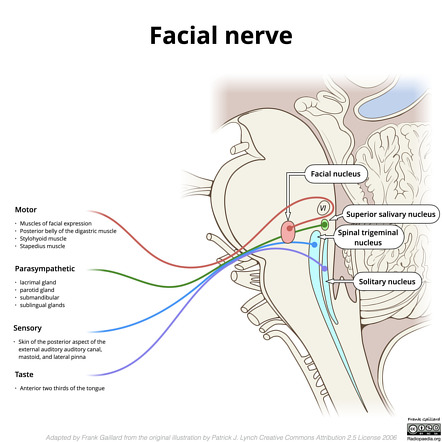 Facial nerve
Facial nucleus
VI
Superior salivary nucleus
Spinal trigeminal
nucleus
Solitary nucleus
Motor
• Muscles of facial expression
• Posterior belly of the digastric muscle
• Stylohyoid muscle
• Stapedius muscle
Parasympathetic
• lacrimal gland
• parotid gland
• submandibular
• sublingual glands
Sensory
• Skin of the posterior aspect of the
external auditory auditory canal,
mastoid, and lateral pinna
Taste
• Anterior two thirds of the tongue
Frank Gaillard
Radiopaedia.org
Adapted by Frank Gaillard from the original illustration by Patrick J. Lynch Creative Commons Attribution 2.5 License 2006